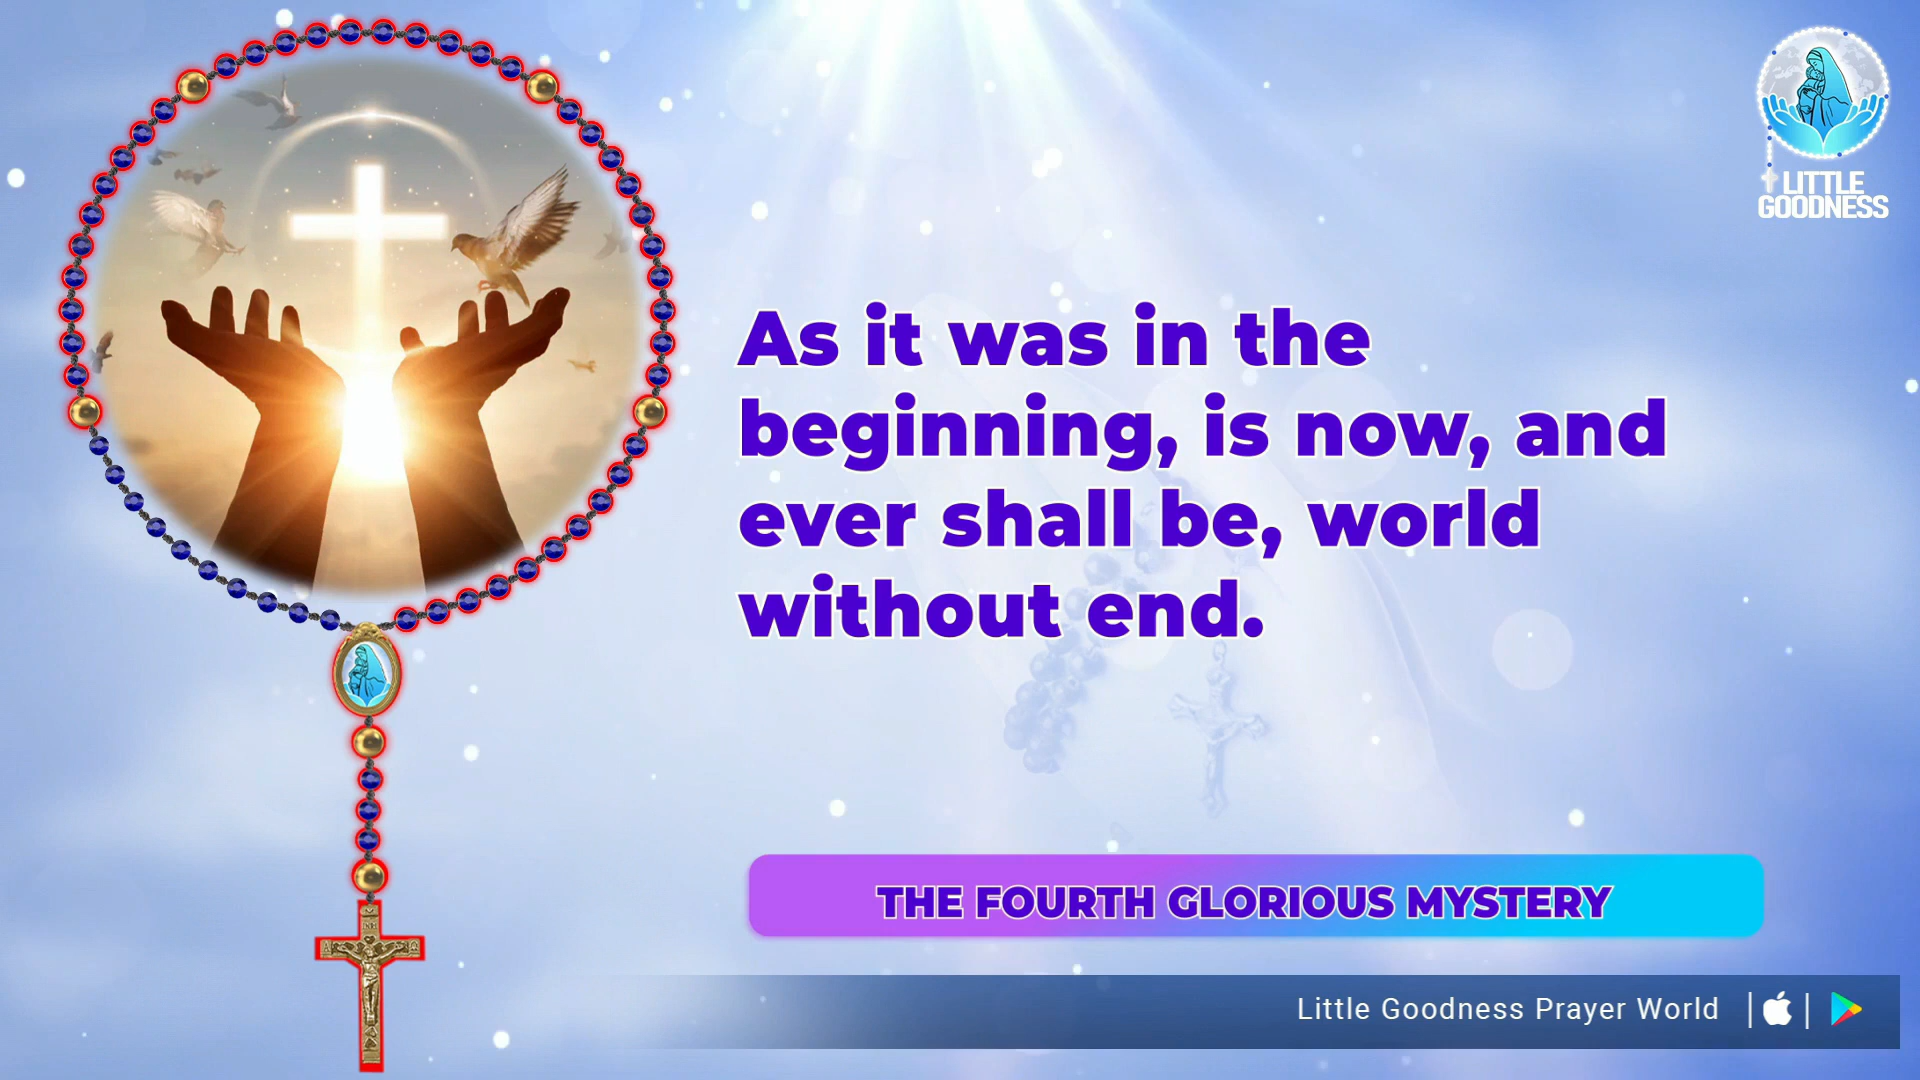 LITTLE
GOODNESS
As it was in the
beginning, is now, and
ever shall be, world
without end.
THE FOURTH GLORIOUS MYSTERY
Little Goodness Prayer World